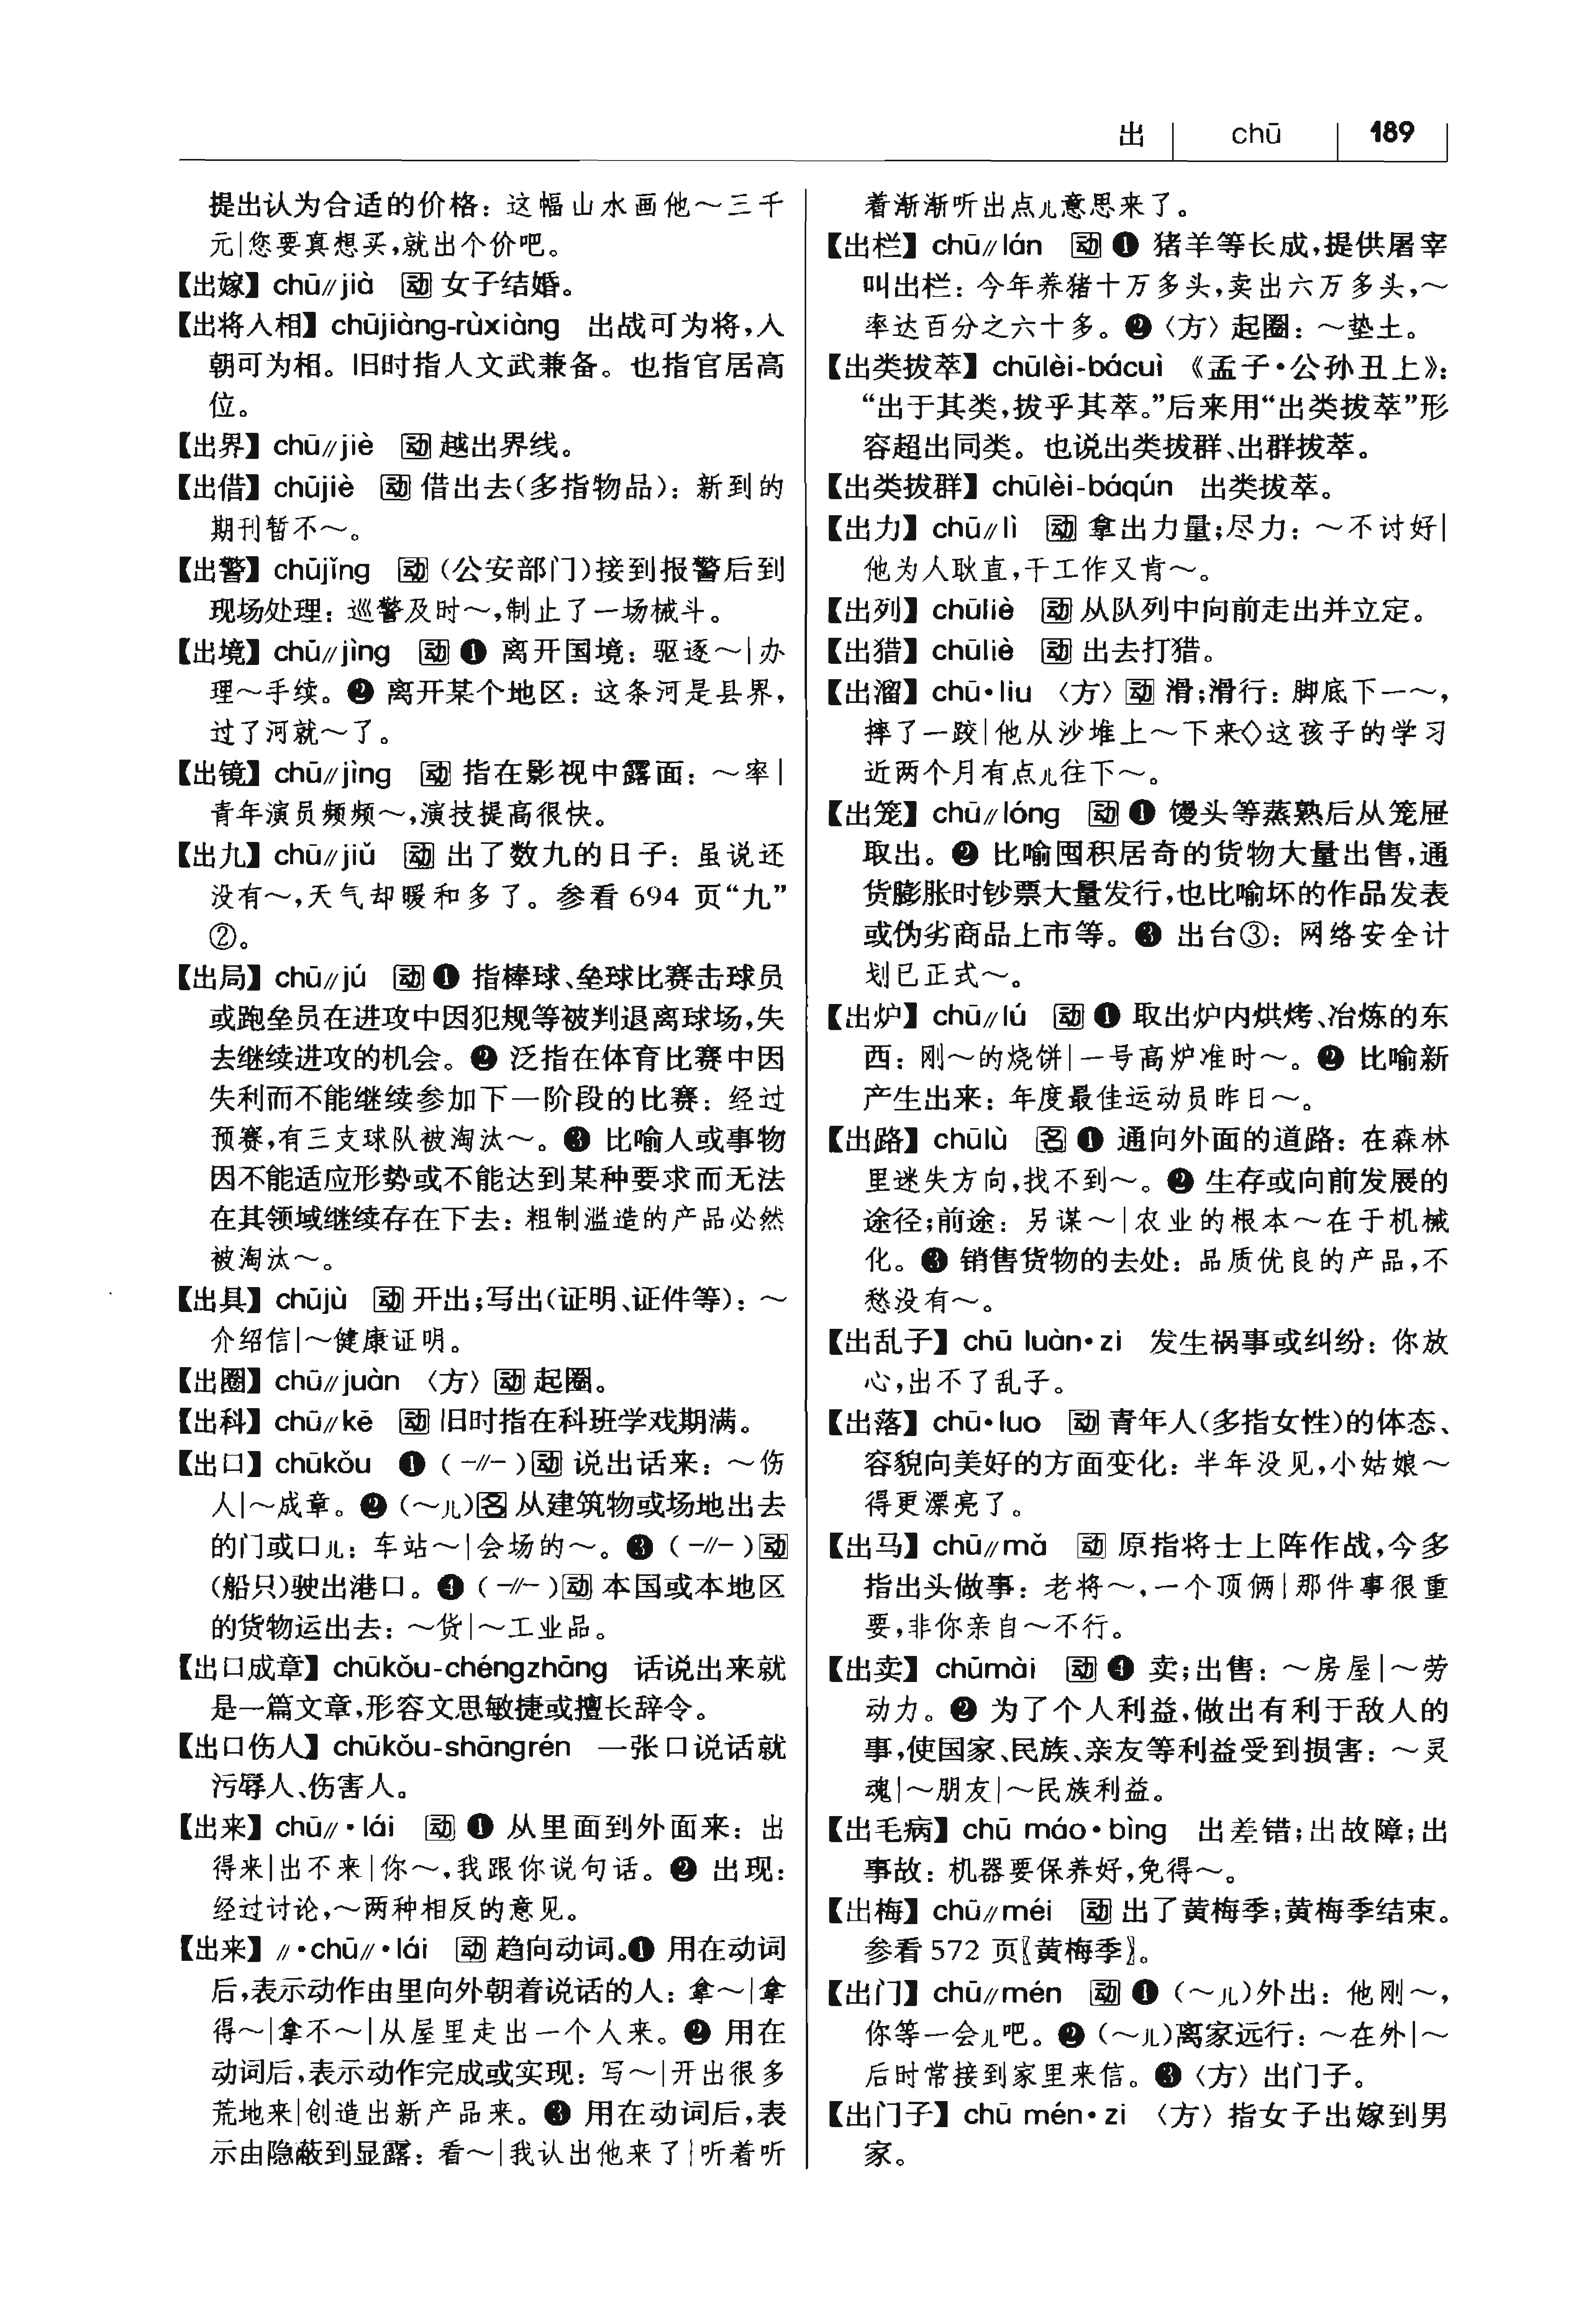 出 | chū | 189
提出认为合适的价格：这幅山水画他～三千
元|您要真想买，就出个价吧。
【出嫁】chū∥jià 动 女子结婚。
【出将入相】chūjiàng-rùxiàng 出战可为将，入
朝可为相。旧时指人文武兼备。也指官居高
位。
【出界】chū∥jiè 动 越出界线。
【出借】chūjiè 动 借出去（多指物品）：新到的
期刊暂不～。
【出警】chūjǐng 动（公安部门）接到报警后到
现场处理：巡警及时～，制止了一场械斗。
【出境】chū∥jìng 动 ❶ 离开国境：驱逐～|办
理～手续。❷ 离开某个地区：这条河是县界，
过了河就～了。
【出镜】chū∥jìng 动 指在影视中露面：～率|
青年演员频频～，演技提高很快。
【出九】chū∥jiǔ 动 出了数九的日子：虽说还
没有～，天气却暖和多了。参看 694 页“九”
②。
【出局】chū∥jú 动 ❶ 指棒球、垒球比赛击球员
或跑垒员在进攻中因犯规等被判退离球场，失
去继续进攻的机会。❷ 泛指在体育比赛中因
失利而不能继续参加下一阶段的比赛：经过
预赛，有三支球队被淘汰～。❸ 比喻人或事物
因不能适应形势或不能达到某种要求而无法
在其领域继续存在下去：粗制滥造的产品必然
被淘汰～。
【出具】chūjù 动 开出；写出（证明、证件等）：～
介绍信|～健康证明。
【出圈】chū∥juàn〈方〉动 起圈。
【出科】chū∥kē 动 旧时指在科班学戏期满。
【出口】chūkǒu ❶（-∥-）动 说出话来：～伤
人|～成章。❷（～儿）名 从建筑物或场地出去
的门或口儿：车站～|会场的～。❸（-∥-）动
（船只）驶出港口。❹（-∥-）动 本国或本地区
的货物运出去：～货|～工业品。
【出口成章】chūkǒu-chéngzhāng 话说出来就
是一篇文章，形容文思敏捷或擅长辞令。
【出口伤人】chūkǒu-shāngrén 一张口说话就
污辱人、伤害人。
【出来】chū∥·lái 动 ❶ 从里面到外面来：出
得来|出不来|你～，我跟你说句话。❷ 出现：
经过讨论，～两种相反的意见。
【出来】∥·chū∥·lái 动 趋向动词。❶ 用在动词
后，表示动作由里向外朝着说话的人：拿～|拿
得～|拿不～|从屋里走出一个人来。❷ 用在
动词后，表示动作完成或实现：写～|开出很多
荒地来|创造出新产品来。❸ 用在动词后，表
示由隐蔽到显露：看～|我认出他来了|听着听
着渐渐听出点儿意思来了。
【出栏】chū∥lán 动 ❶ 猪羊等长成，提供屠宰
叫出栏：今年养猪十万多头，卖出六万多头，～
率达百分之六十多。❷〈方〉起圈：～垫土。
【出类拔萃】chūlèi-bácuì《孟子·公孙丑上》：
“出于其类，拔乎其萃。”后来用“出类拔萃”形
容超出同类。也说出类拔群、出群拔萃。
【出类拔群】chūlèi-báqún 出类拔萃。
【出力】chū∥lì 动 拿出力量；尽力：～不讨好|
他为人耿直，干工作又肯～。
【出列】chūliè 动 从队列中向前走出并立定。
【出猎】chūliè 动 出去打猎。
【出溜】chū·liu〈方〉动 滑；滑行：脚底下一～，
摔了一跤|他从沙堆上～下来◇这孩子的学习
近两个月有点儿往下～。
【出笼】chū∥lóng 动 ❶ 馒头等蒸熟后从笼屉
取出。❷ 比喻囤积居奇的货物大量出售，通
货膨胀时钞票大量发行，也比喻坏的作品发表
或伪劣商品上市等。❸ 出台③：网络安全计
划已正式～。
【出炉】chū∥lú 动 ❶ 取出炉内烘烤、冶炼的东
西：刚～的烧饼|一号高炉准时～。❷ 比喻新
产生出来：年度最佳运动员昨日～。
【出路】chūlù 名 ❶ 通向外面的道路：在森林
里迷失方向，找不到～。❷ 生存或向前发展的
途径；前途：另谋～|农业的根本～在于机械
化。❸ 销售货物的去处：品质优良的产品，不
愁没有～。
【出乱子】chū luàn·zi 发生祸事或纠纷：你放
心，出不了乱子。
【出落】chū·luo 动 青年人（多指女性）的体态、
容貌向美好的方面变化：半年没见，小姑娘～
得更漂亮了。
【出马】chū∥mǎ 动 原指将士上阵作战，今多
指出头做事：老将～，一个顶俩|那件事很重
要，非你亲自～不行。
【出卖】chūmài 动 ❶ 卖；出售：～房屋|～劳
动力。❷ 为了个人利益，做出有利于敌人的
事，使国家、民族、亲友等利益受到损害：～灵
魂|～朋友|～民族利益。
【出毛病】chū máo·bìng 出差错；出故障；出
事故：机器要保养好，免得～。
【出梅】chū∥méi 动 出了黄梅季；黄梅季结束。
参看 572 页〖黄梅季〗。
【出门】chū∥mén 动 ❶（～儿）外出：他刚～，
你等一会儿吧。❷（～儿）离家远行：～在外|～
后时常接到家里来信。❸〈方〉出门子。
【出门子】chū mén·zi〈方〉指女子出嫁到男
家。